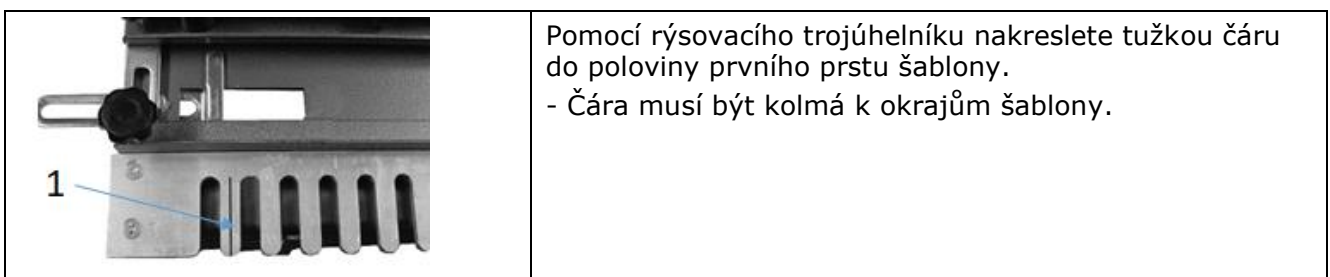 Pomocí rýsovacího trojúhelníku nakreslete tužkou čáru
do poloviny prvního prstu šablony.
- Čára musí být kolmá k okrajům šablony.
1